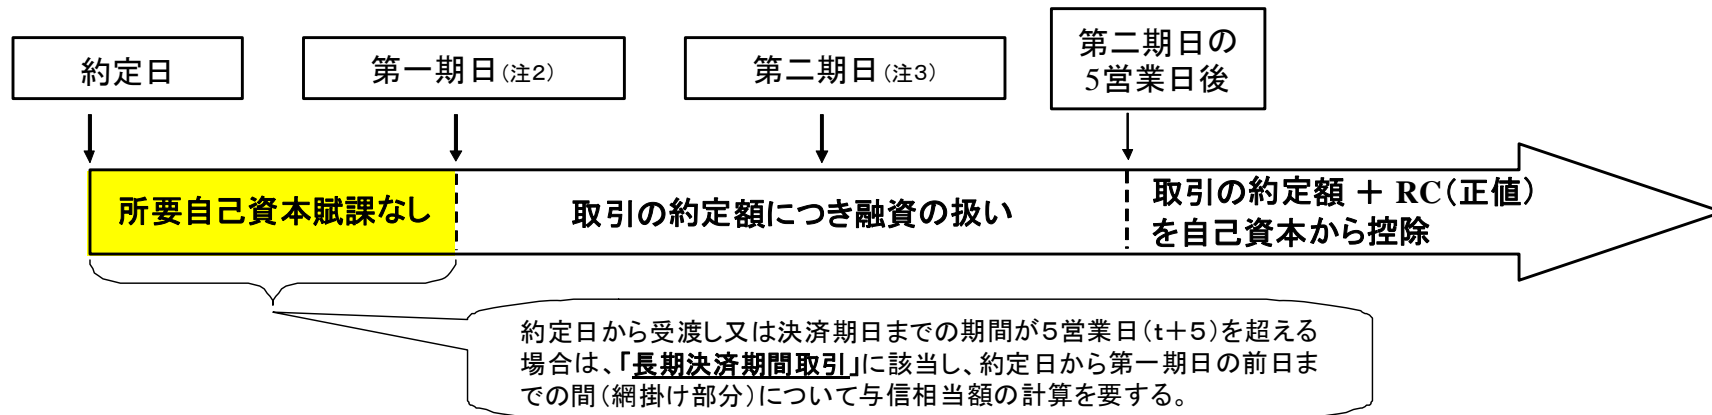 約定日
第一期日(注2)
第二期日(注3)
第二期日の
5営業日後
所要自己資本賦課なし
取引の約定額につき融資の扱い
取引の約定額 + RC(正値)
を自己資本から控除
約定日から受渡し又は決済期日までの期間が5営業日(t+5)を超える
場合は、「長期決済期間取引」に該当し、約定日から第一期日の前日ま
での間(網掛け部分)について与信相当額の計算を要する。